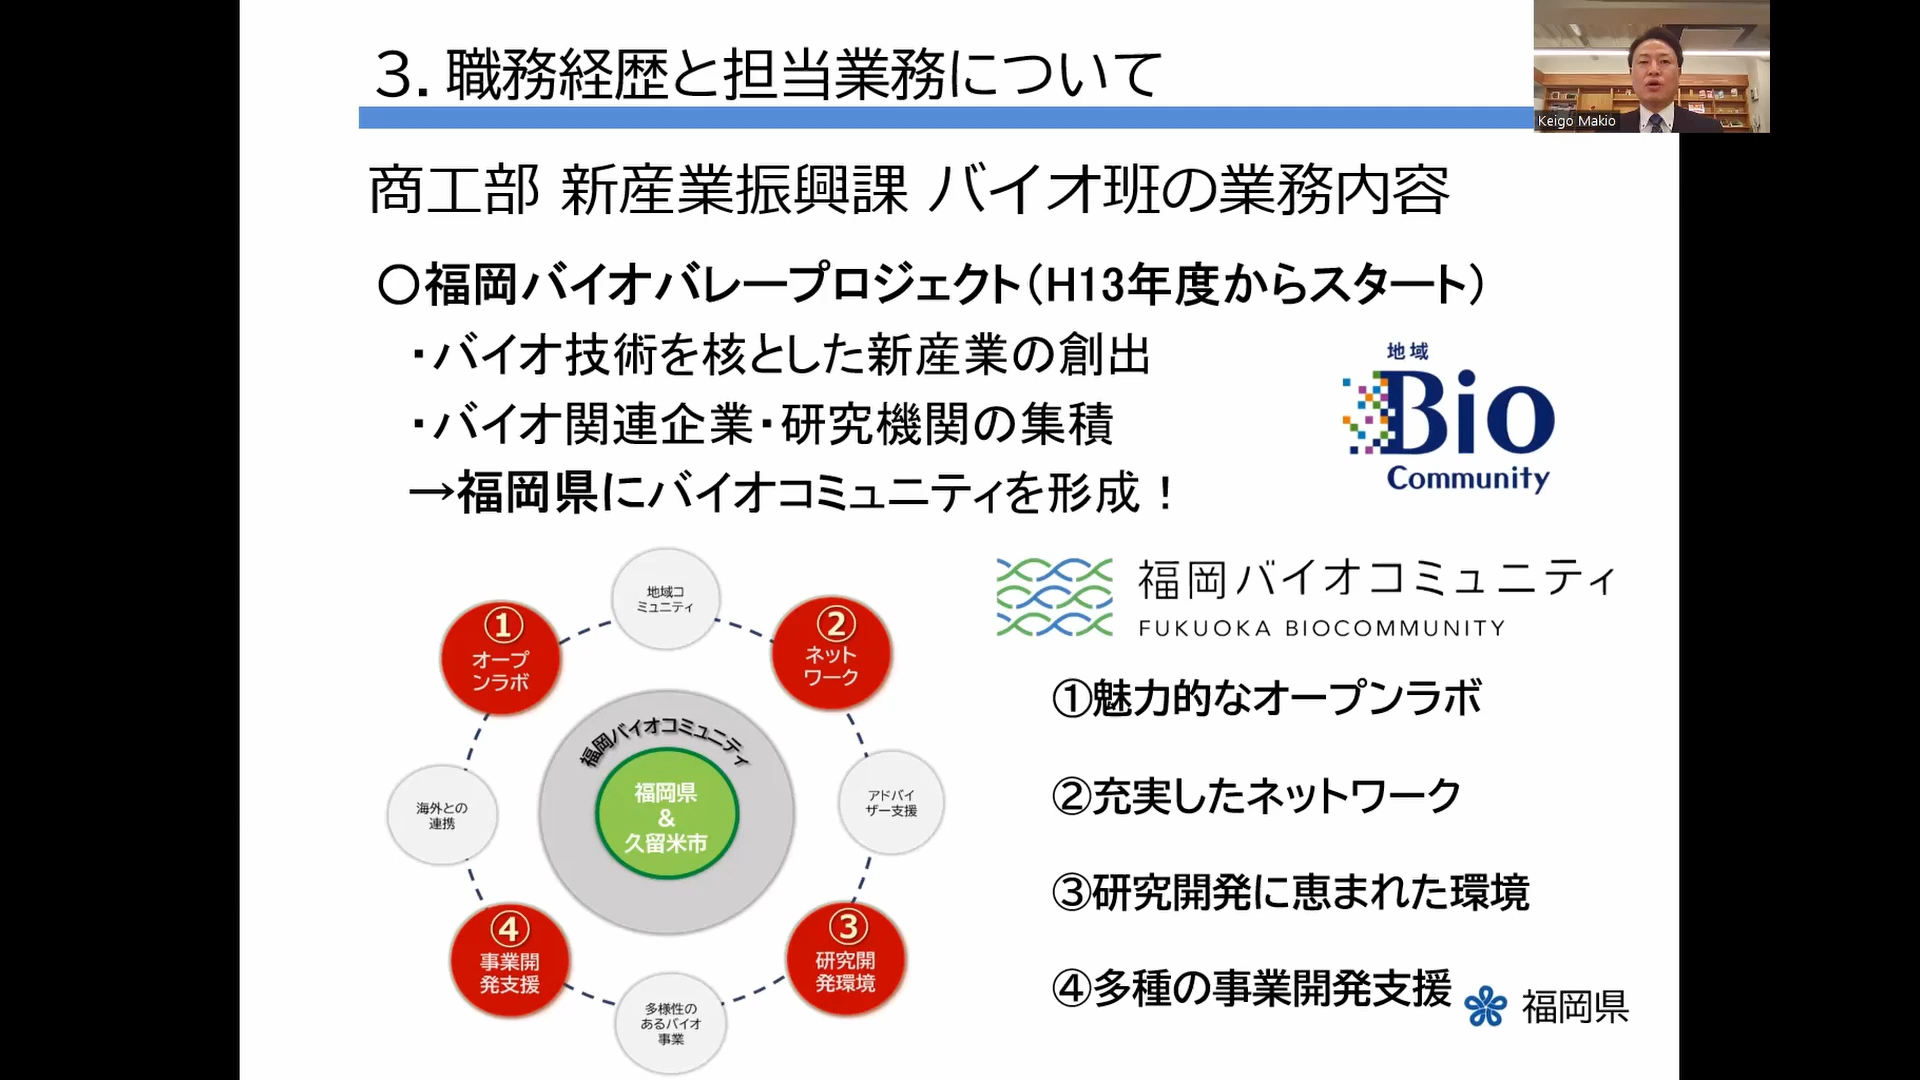 3. 職務経歴と担当業務について
Keigo Makio
商工部 新産業振興課 バイオ班の業務内容
〇福岡バイオバレープロジェクト（H13年度からスタート）
・バイオ技術を核とした新産業の創出
・バイオ関連企業・研究機関の集積
→福岡県にバイオコミュニティを形成！
地域
Bio
Community
福岡バイオコミュニティ
FUKUOKA BIOCOMMUNITY
地域コ
ミュニティ
①
オープ
ンラボ
②
ネット
ワーク
福岡バイオコミュニティ
福岡県
&
久留米市
海外との
連携
アドバイ
ザー支援
④
事業開
発支援
③
研究開
発環境
多様性の
あるバイオ
事業
①魅力的なオープンラボ
②充実したネットワーク
③研究開発に恵まれた環境
④多種の事業開発支援
福岡県